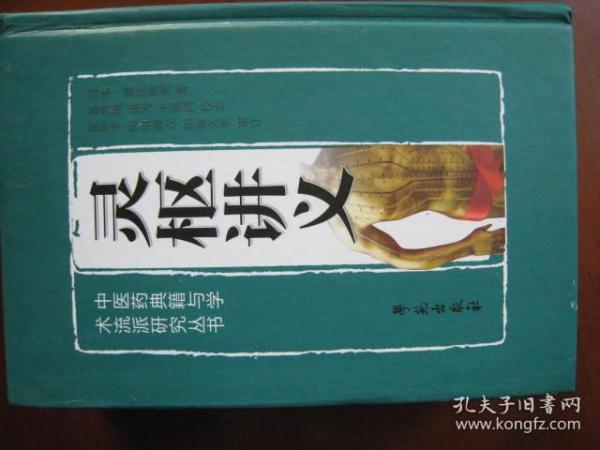 灵枢讲义
中医药典籍与学
术流派研究丛书
学苑出版社
孔夫子旧书网
www.kongfz.com